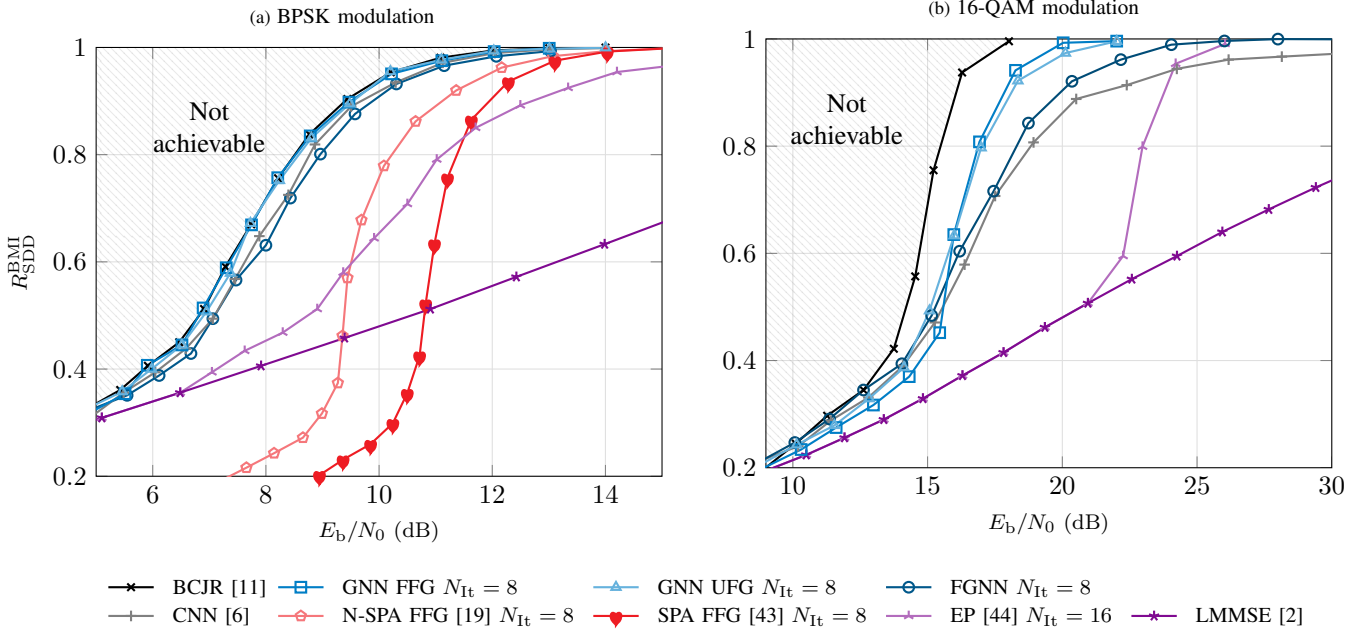 (a) BPSK modulation
1
0.8
0.6
0.4
0.2
R_SDD^BMI
Not
achievable
6 8 10 12 14
E_b/N_0 (dB)
(b) 16-QAM modulation
1
0.8
0.6
0.4
0.2
Not
achievable
10 15 20 25 30
E_b/N_0 (dB)
BCJR [11] GNN FFG N_It = 8 GNN UFG N_It = 8 FGNN N_It = 8
CNN [6] N-SPA FFG [19] N_It = 8 SPA FFG [43] N_It = 8 EP [44] N_It = 16 LMMSE [2]